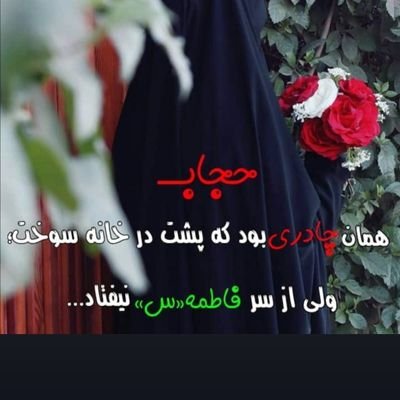 حجاب
همان چادری بود که پشت در خانه سوخت؛
ولی از سر فاطمه«س» نیفتاد...